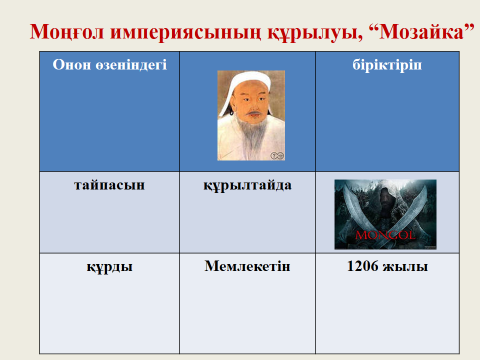 Моңғол империясының құрылуы, “Мозайка”
Онон өзеніндегі
біріктіріп
тайпасын
құрылтайда
MONGOL
құрды
Мемлекетін
1206 жылы